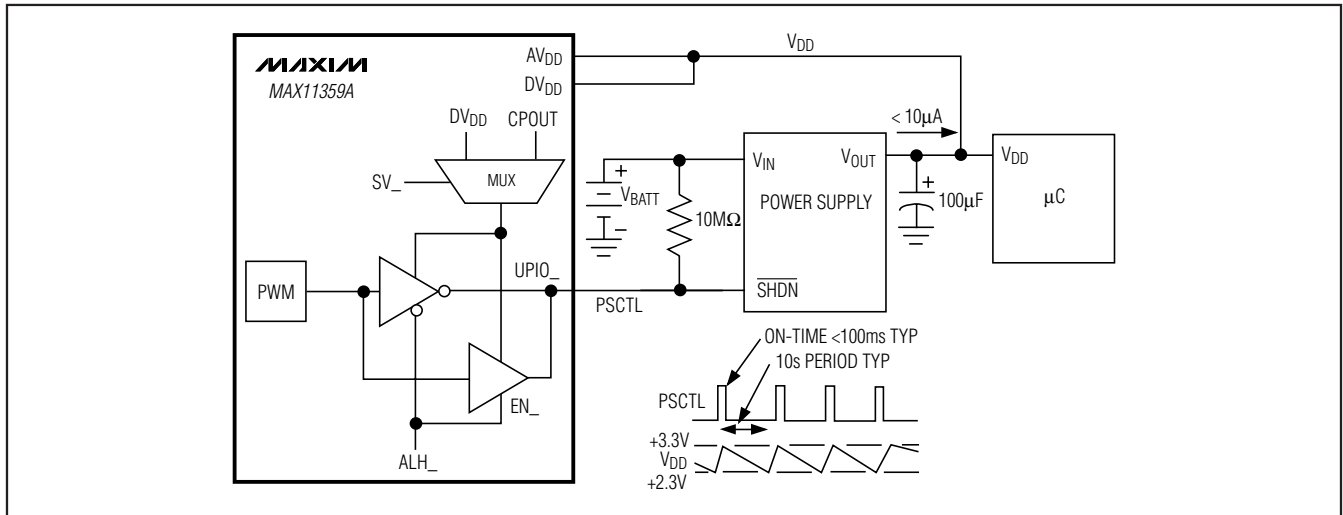 MAXIM
MAX11359A
AVDD
DVDD
VDD
DVDD CPOUT
SV_
MUX
PWM
UPIO_
EN_
ALH_
PSCTL
+
VBATT
−
10MΩ
VIN
VOUT
POWER SUPPLY
SHDN
< 10µA
+
100µF
VDD
µC
ON-TIME <100ms TYP
10s PERIOD TYP
PSCTL
+3.3V
VDD
+2.3V